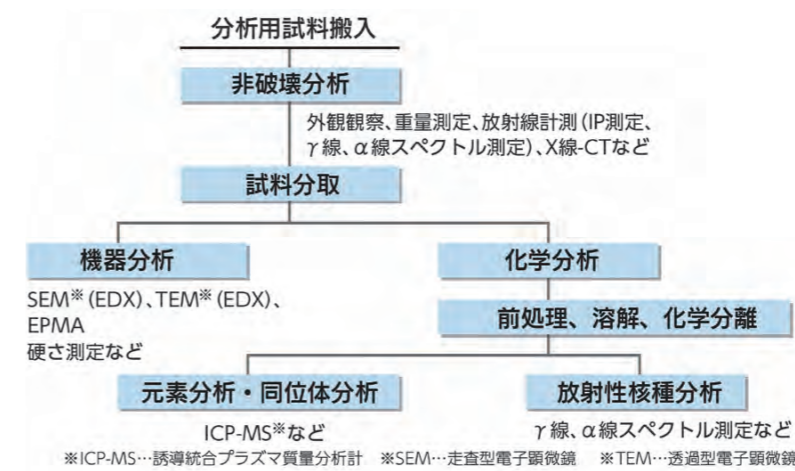 分析用試料搬入
非破壊分析
外観観察、重量測定、放射線計測(IP測定、
γ線、α線スペクトル測定)、X線-CTなど
試料分取
機器分析
SEM※(EDX)、TEM※(EDX)、
EPMA
硬さ測定など
化学分析
前処理、溶解、化学分離
元素分析・同位体分析
ICP-MS※など
放射性核種分析
γ線、α線スペクトル測定など
※ICP-MS…誘導統合プラズマ質量分析計 ※SEM…走査型電子顕微鏡 ※TEM…透過型電子顕微鏡